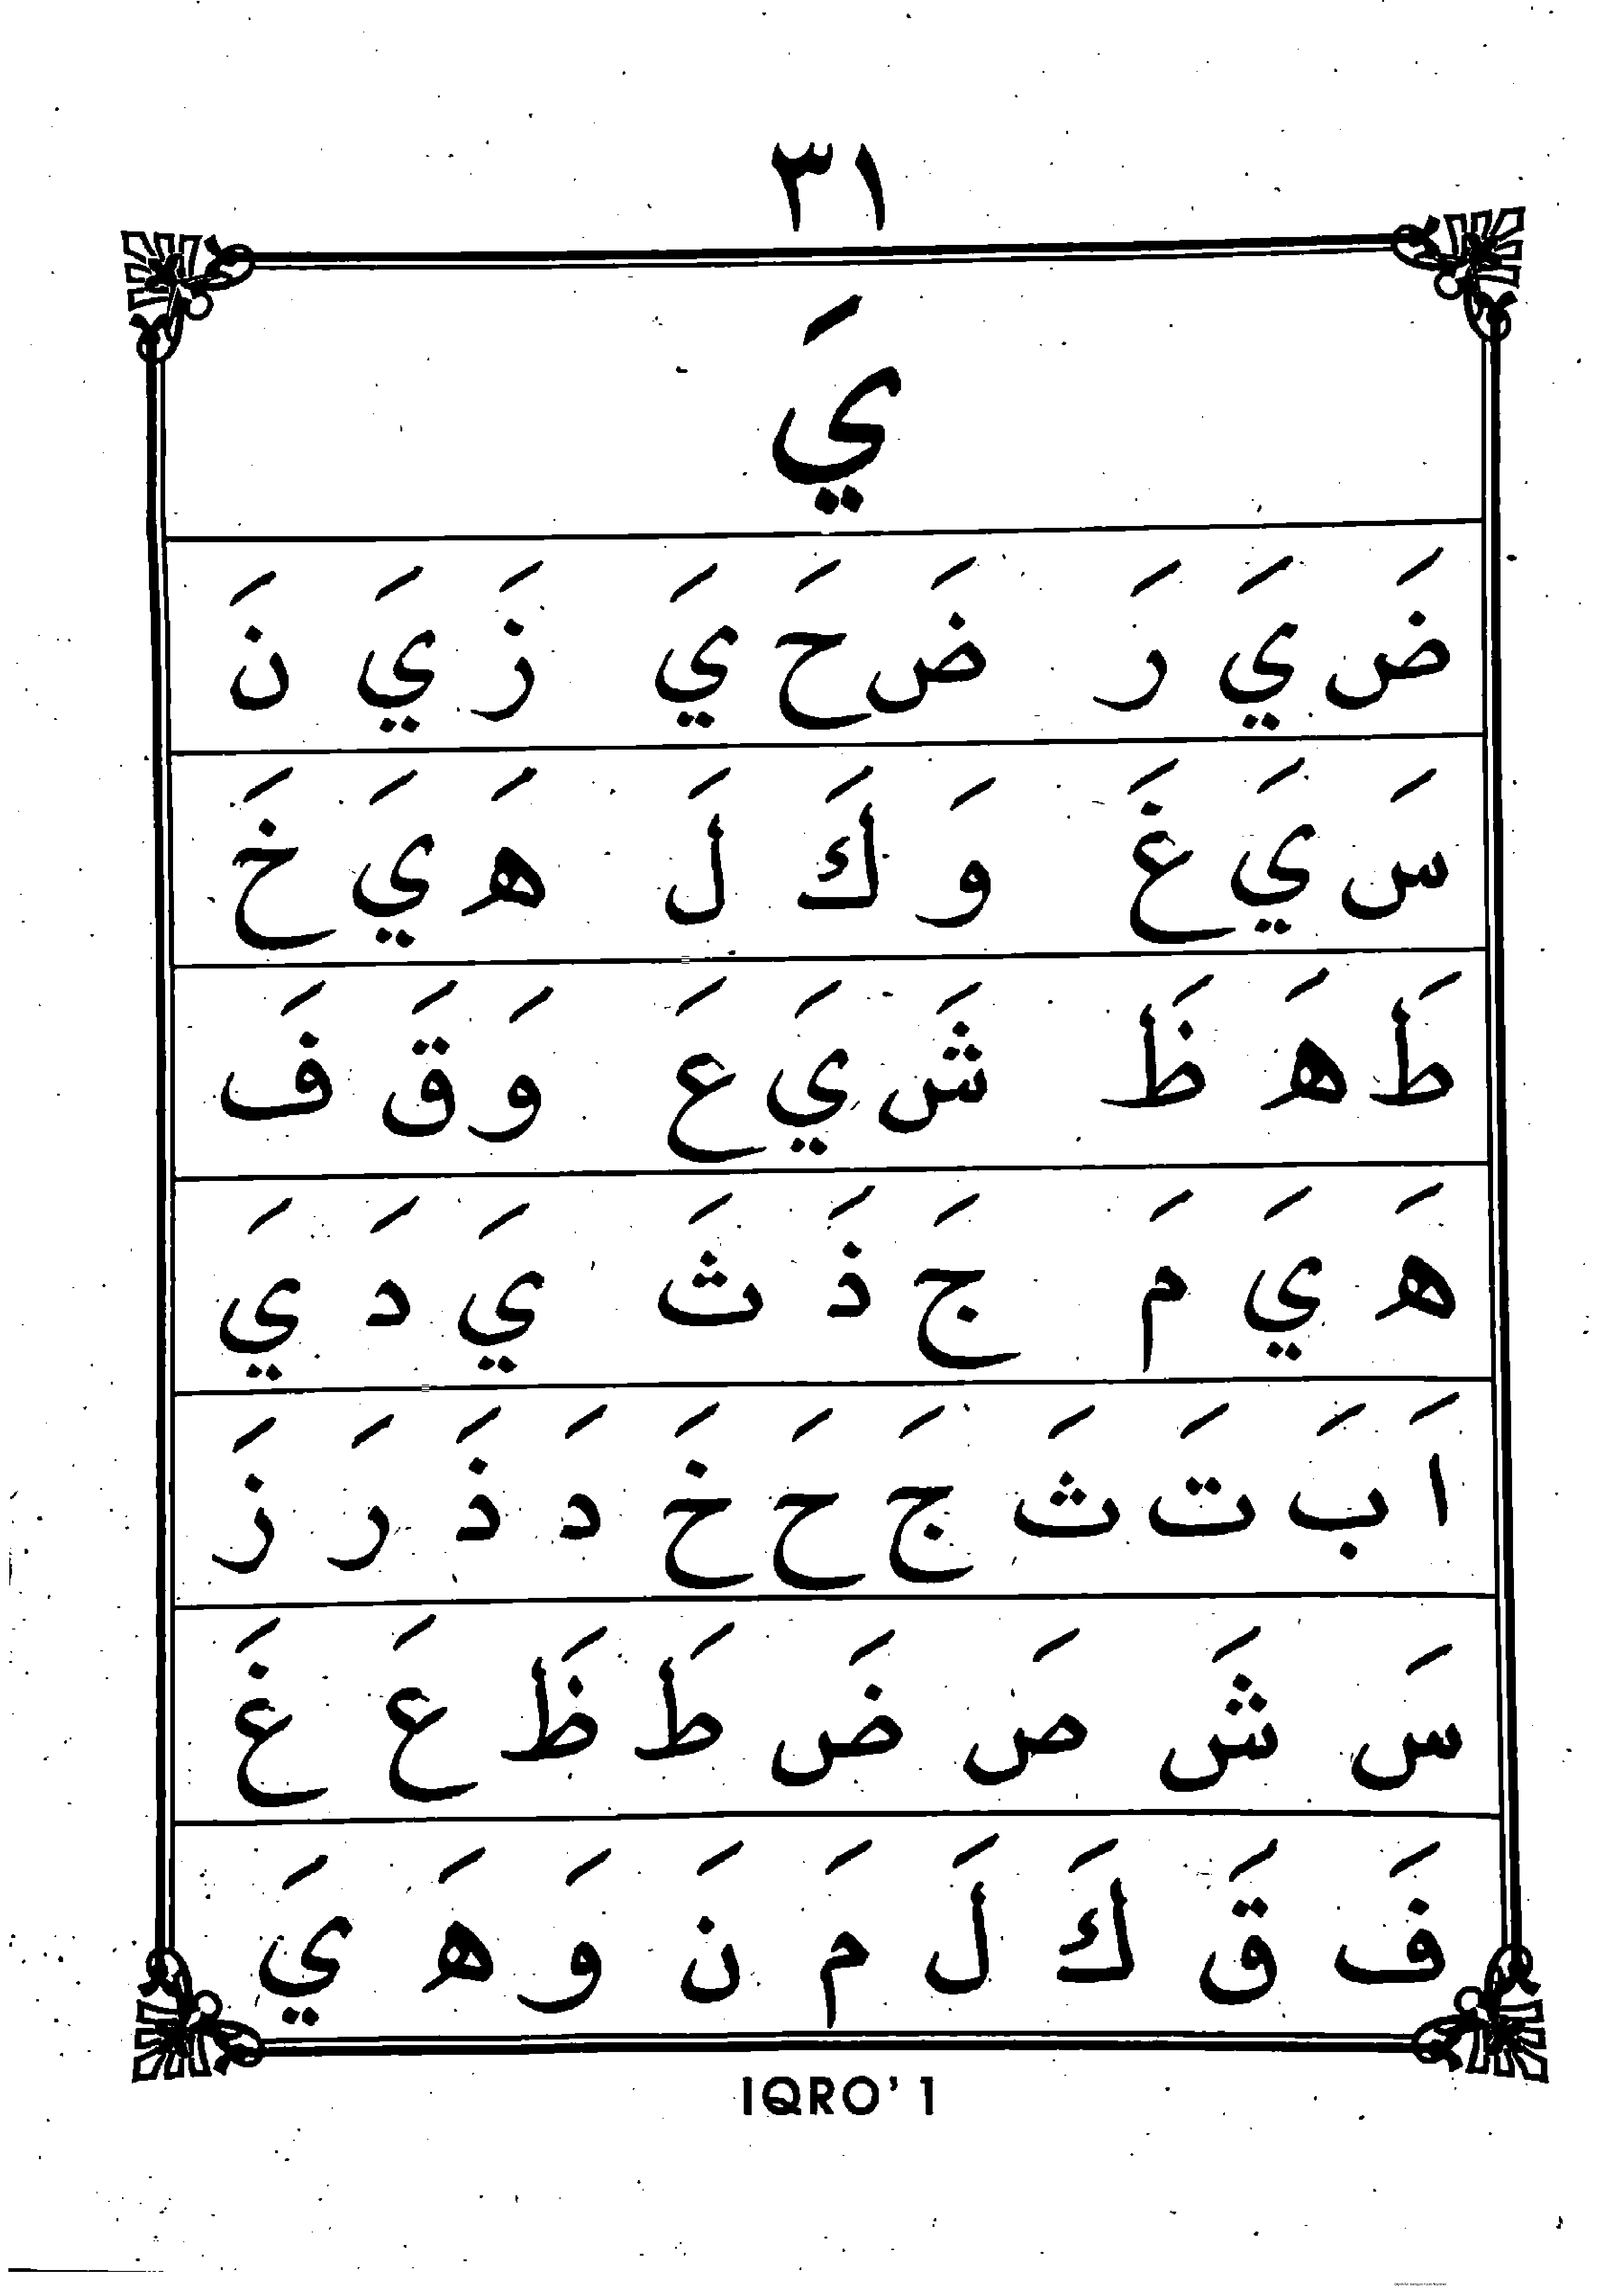 ٣١
يَ
ضَ يَ رَ ضَ حَ يَ زَ يَ نَ
سَ يَ غَ وَ كَ لَ هَ يَ خَ
طَ هَ ظَ شَ يَ عَ وَ قَ فَ
هَ يَ مَ جَ ذَ ثَ يَ دَ يَ
اَ بَ تَ ثَ جَ حَ خَ دَ ذَ رَ زَ
سَ شَ صَ ضَ طَ ظَ عَ غَ
فَ قَ كَ لَ مَ نَ وَ هَ يَ
IQRO' 1